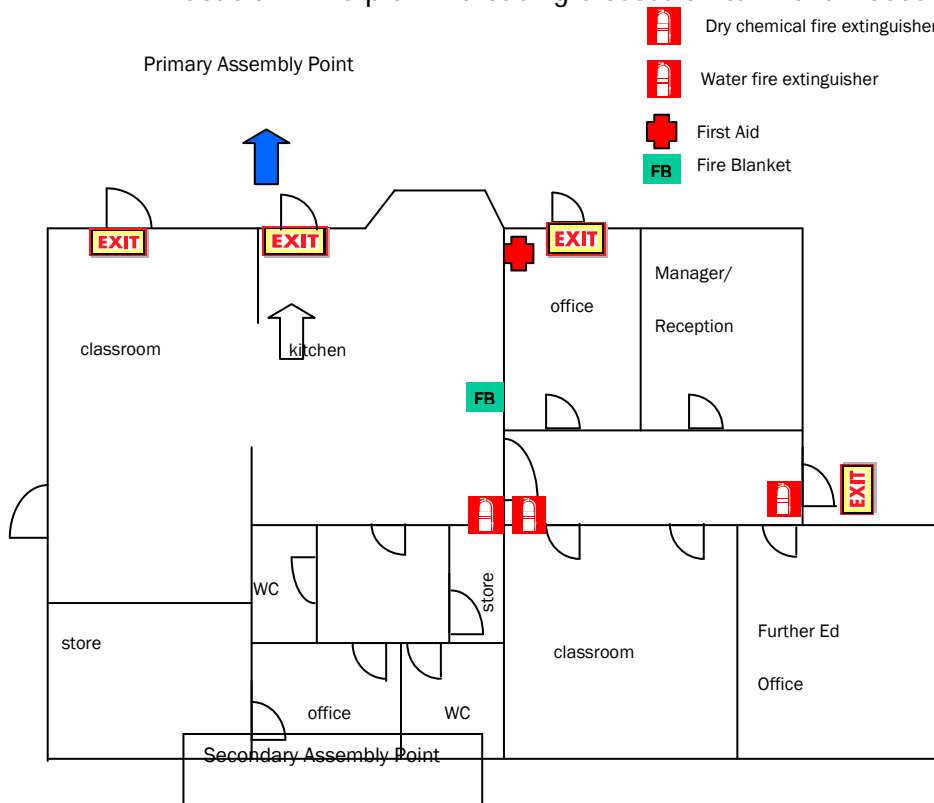 Dry chemical fire extinguisher
Primary Assembly Point
Water fire extinguisher
First Aid
FB
Fire Blanket
EXIT
EXIT
EXIT
Manager/
Reception
office
classroom
kitchen
FB
EXIT
WC
store
store
classroom
Further Ed
Office
office
WC
Secondary Assembly Point